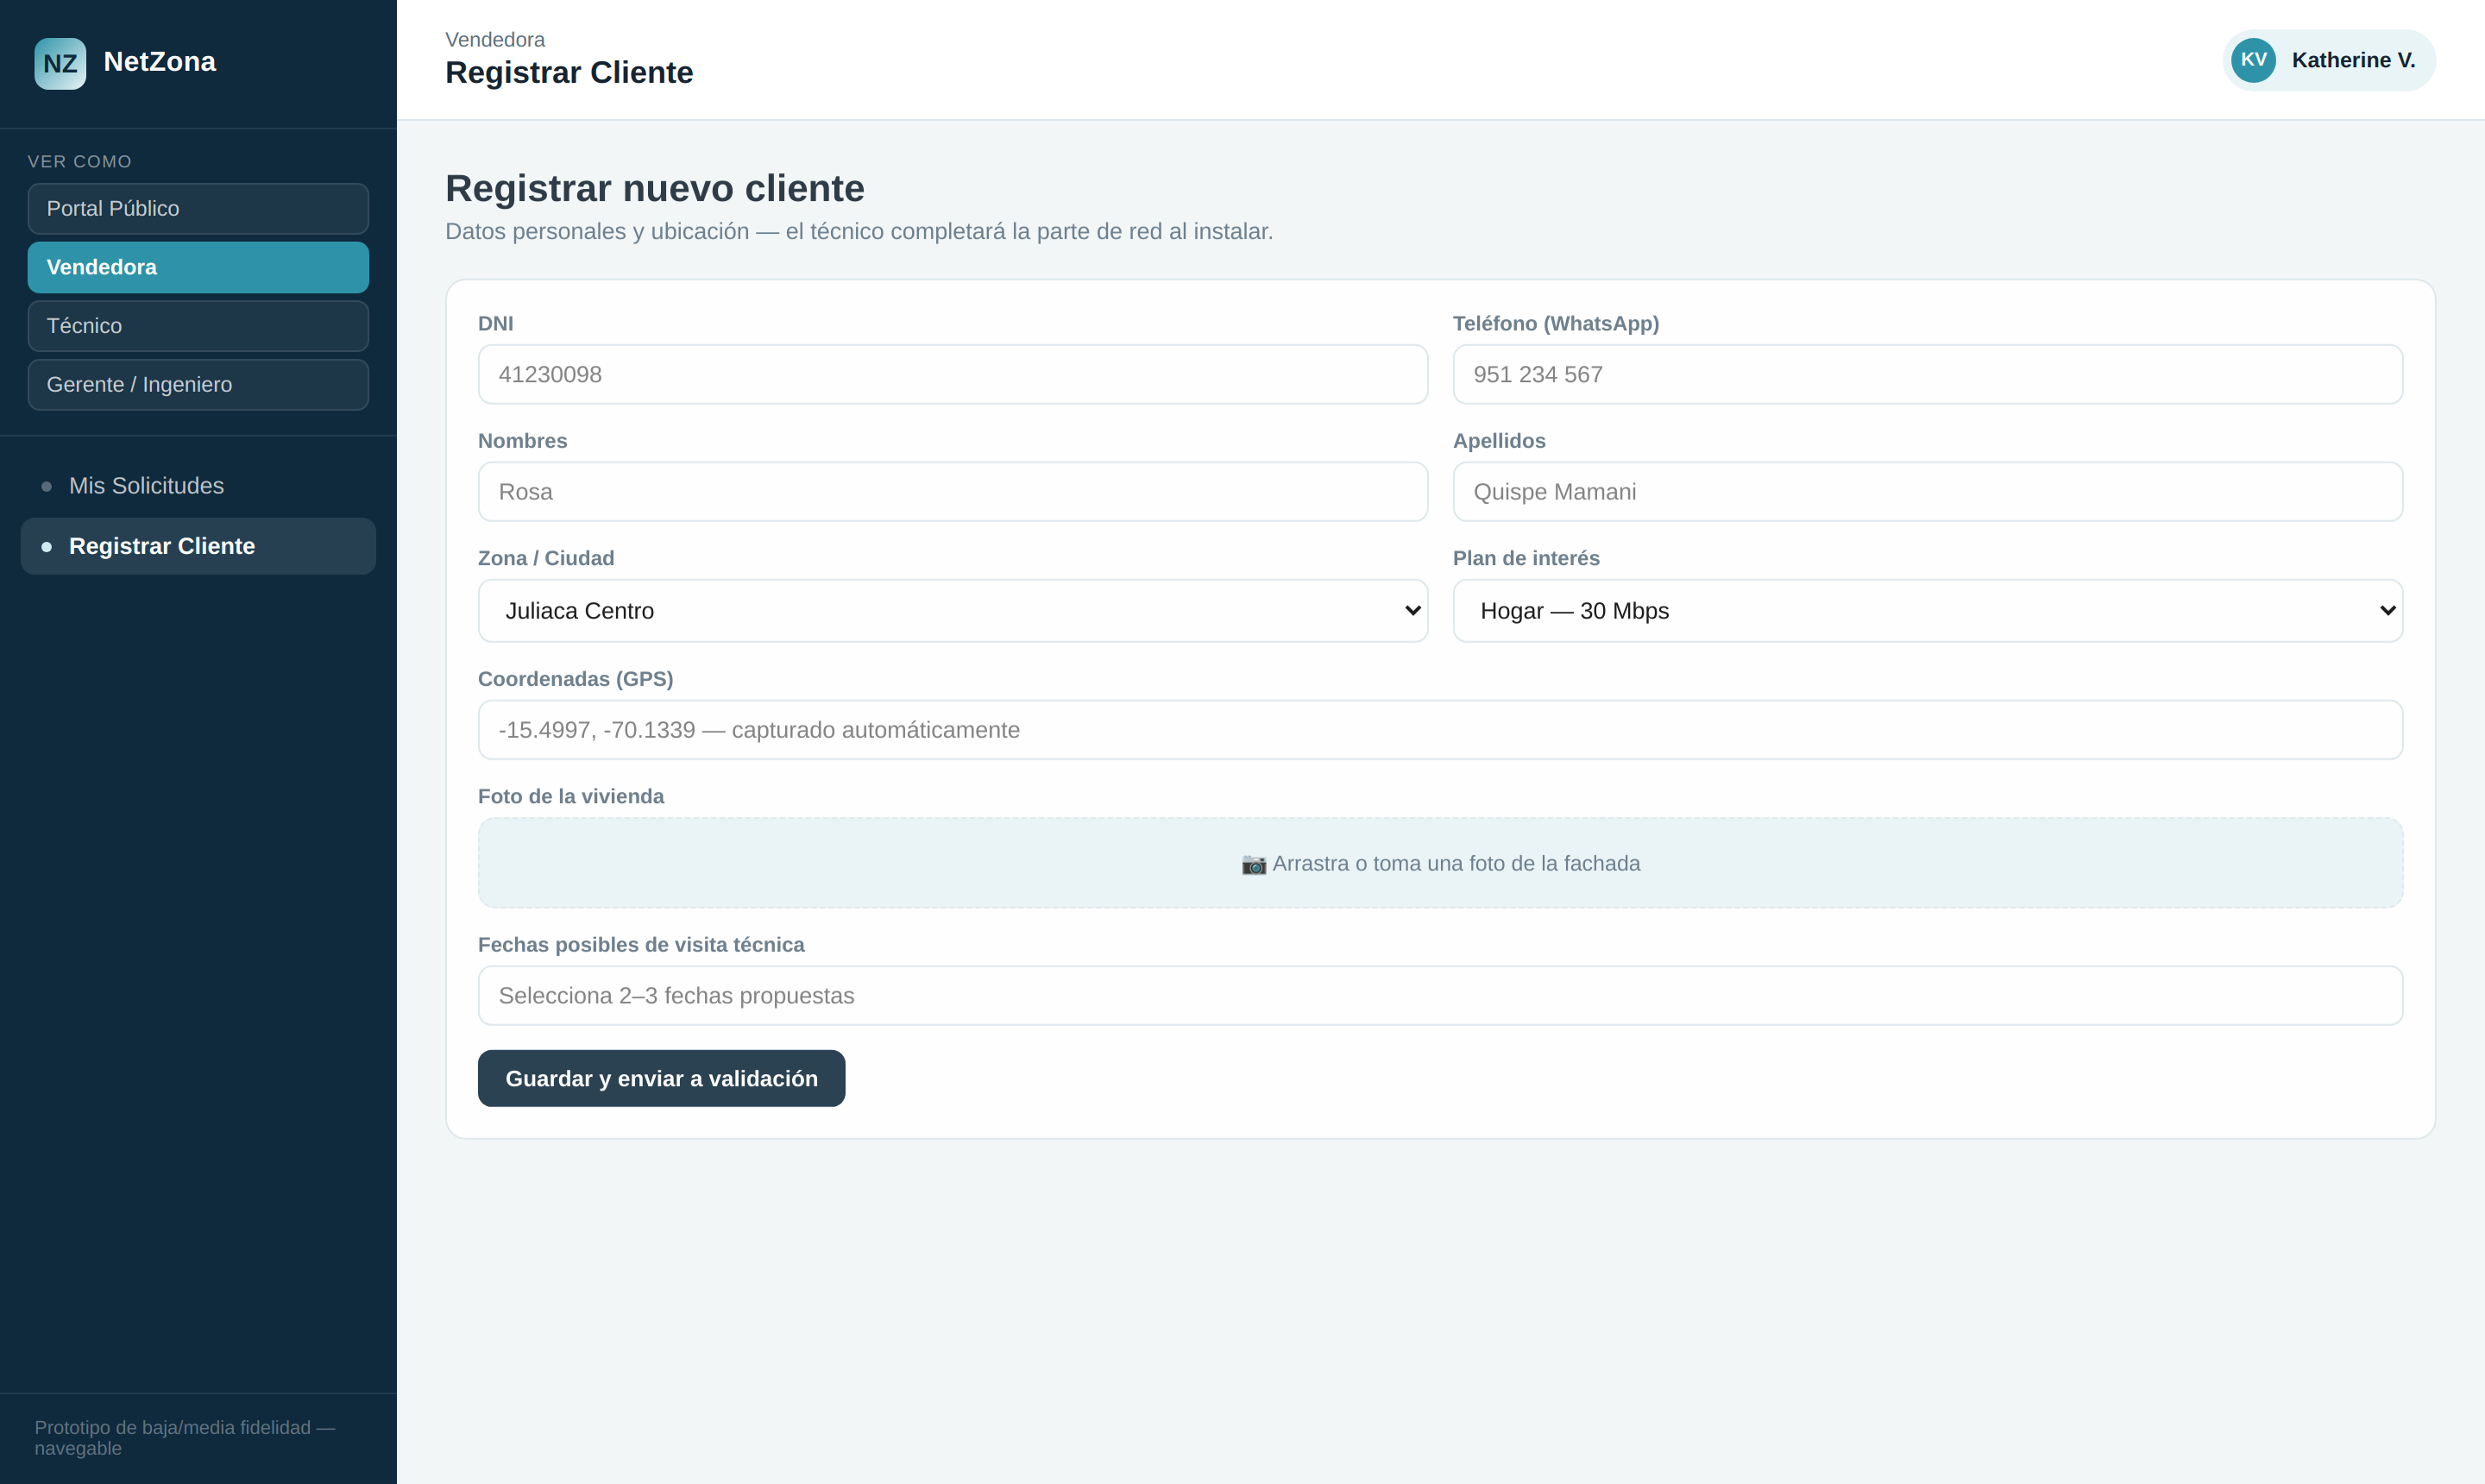 NZ
NetZona
VER COMO
Portal Público
Vendedora
Técnico
Gerente / Ingeniero
Mis Solicitudes
Registrar Cliente
Prototipo de baja/media fidelidad —
navegable
Vendedora
Registrar Cliente
KV
Katherine V.
Registrar nuevo cliente
Datos personales y ubicación — el técnico completará la parte de red al instalar.
DNI
41230098
Teléfono (WhatsApp)
951 234 567
Nombres
Rosa
Apellidos
Quispe Mamani
Zona / Ciudad
Juliaca Centro
Plan de interés
Hogar — 30 Mbps
Coordenadas (GPS)
-15.4997, -70.1339 — capturado automáticamente
Foto de la vivienda
📷 Arrastra o toma una foto de la fachada
Fechas posibles de visita técnica
Selecciona 2–3 fechas propuestas
Guardar y enviar a validación